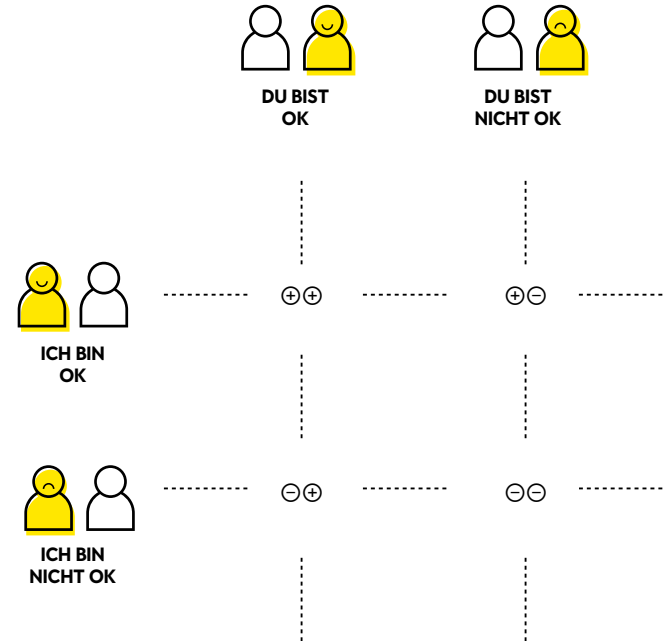 DU BIST
OK
DU BIST
NICHT OK
ICH BIN
OK
⊕⊕
⊕⊖
ICH BIN
NICHT OK
⊖⊕
⊖⊖